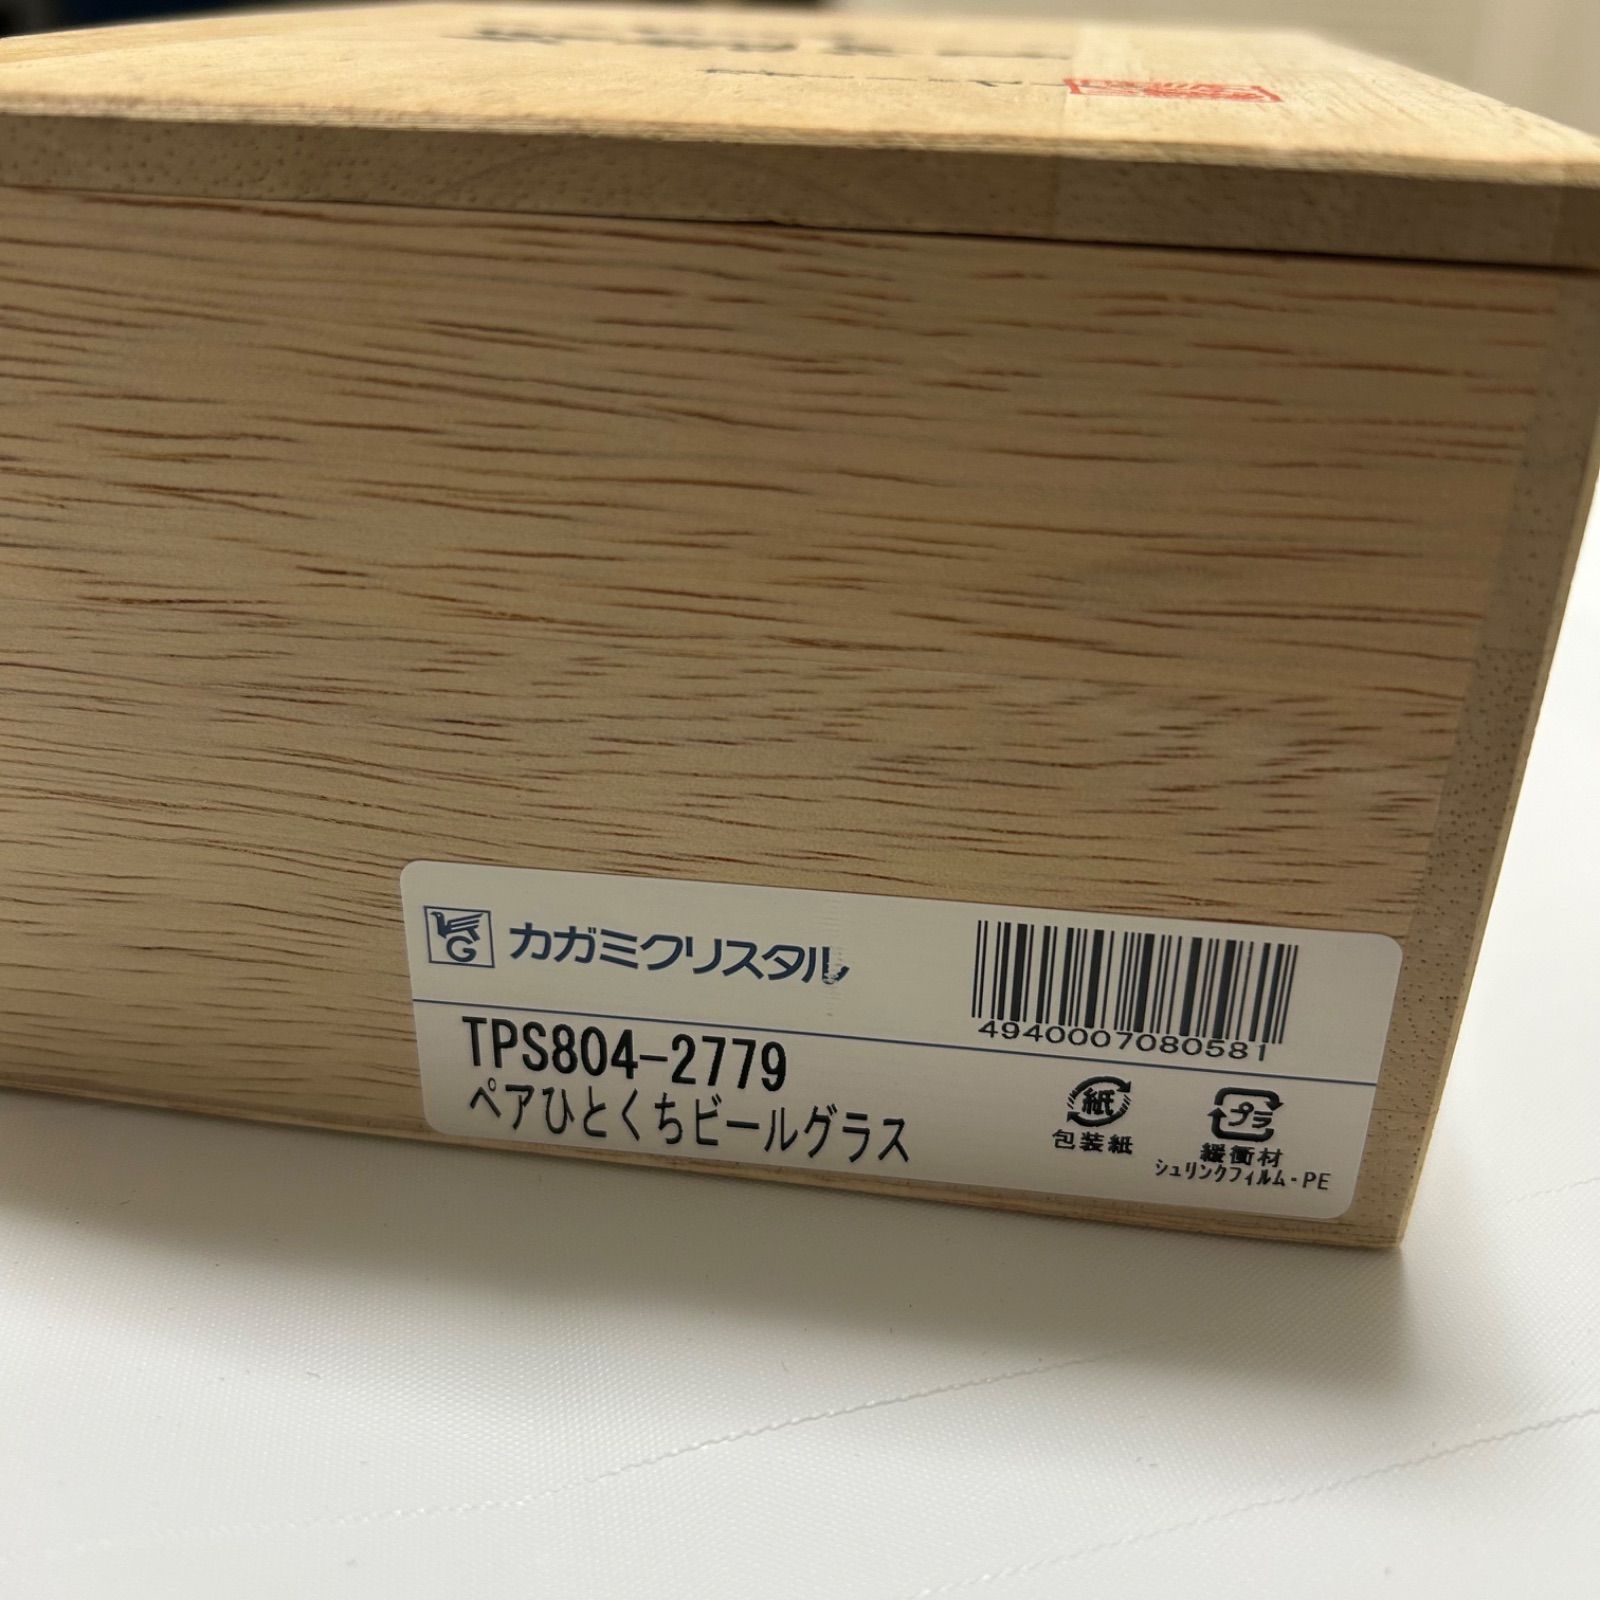 G カガミクリスタル
4940007080581
TPS804-2779
ペアひとくちビールグラス
紙
包装紙
プラ
緩衝材
シュリンクフィルム・PE